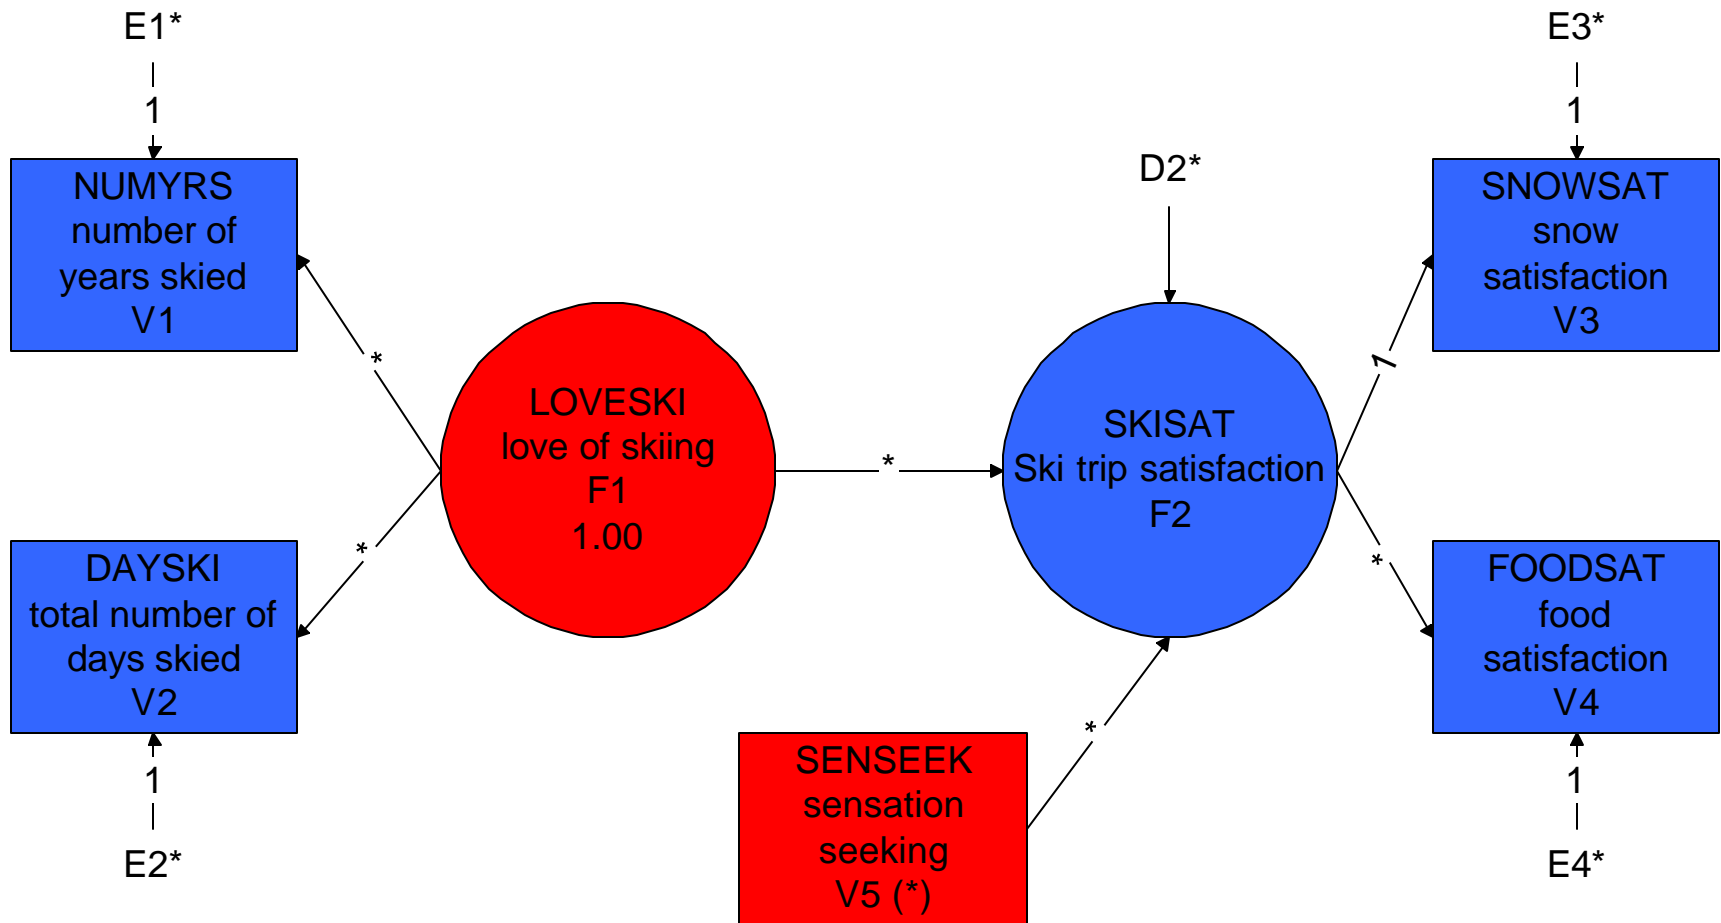 E1*
1
NUMYRS
number of
years skied
V1
*
*
DAYSKI
total number of
days skied
V2
1
E2*
LOVESKI
love of skiing
F1
1.00
*
D2*
SKISAT
Ski trip satisfaction
F2
*
SENSEEK
sensation
seeking
V5 (*)
E3*
1
SNOWSAT
snow
satisfaction
V3
1
*
FOODSAT
food
satisfaction
V4
1
E4*